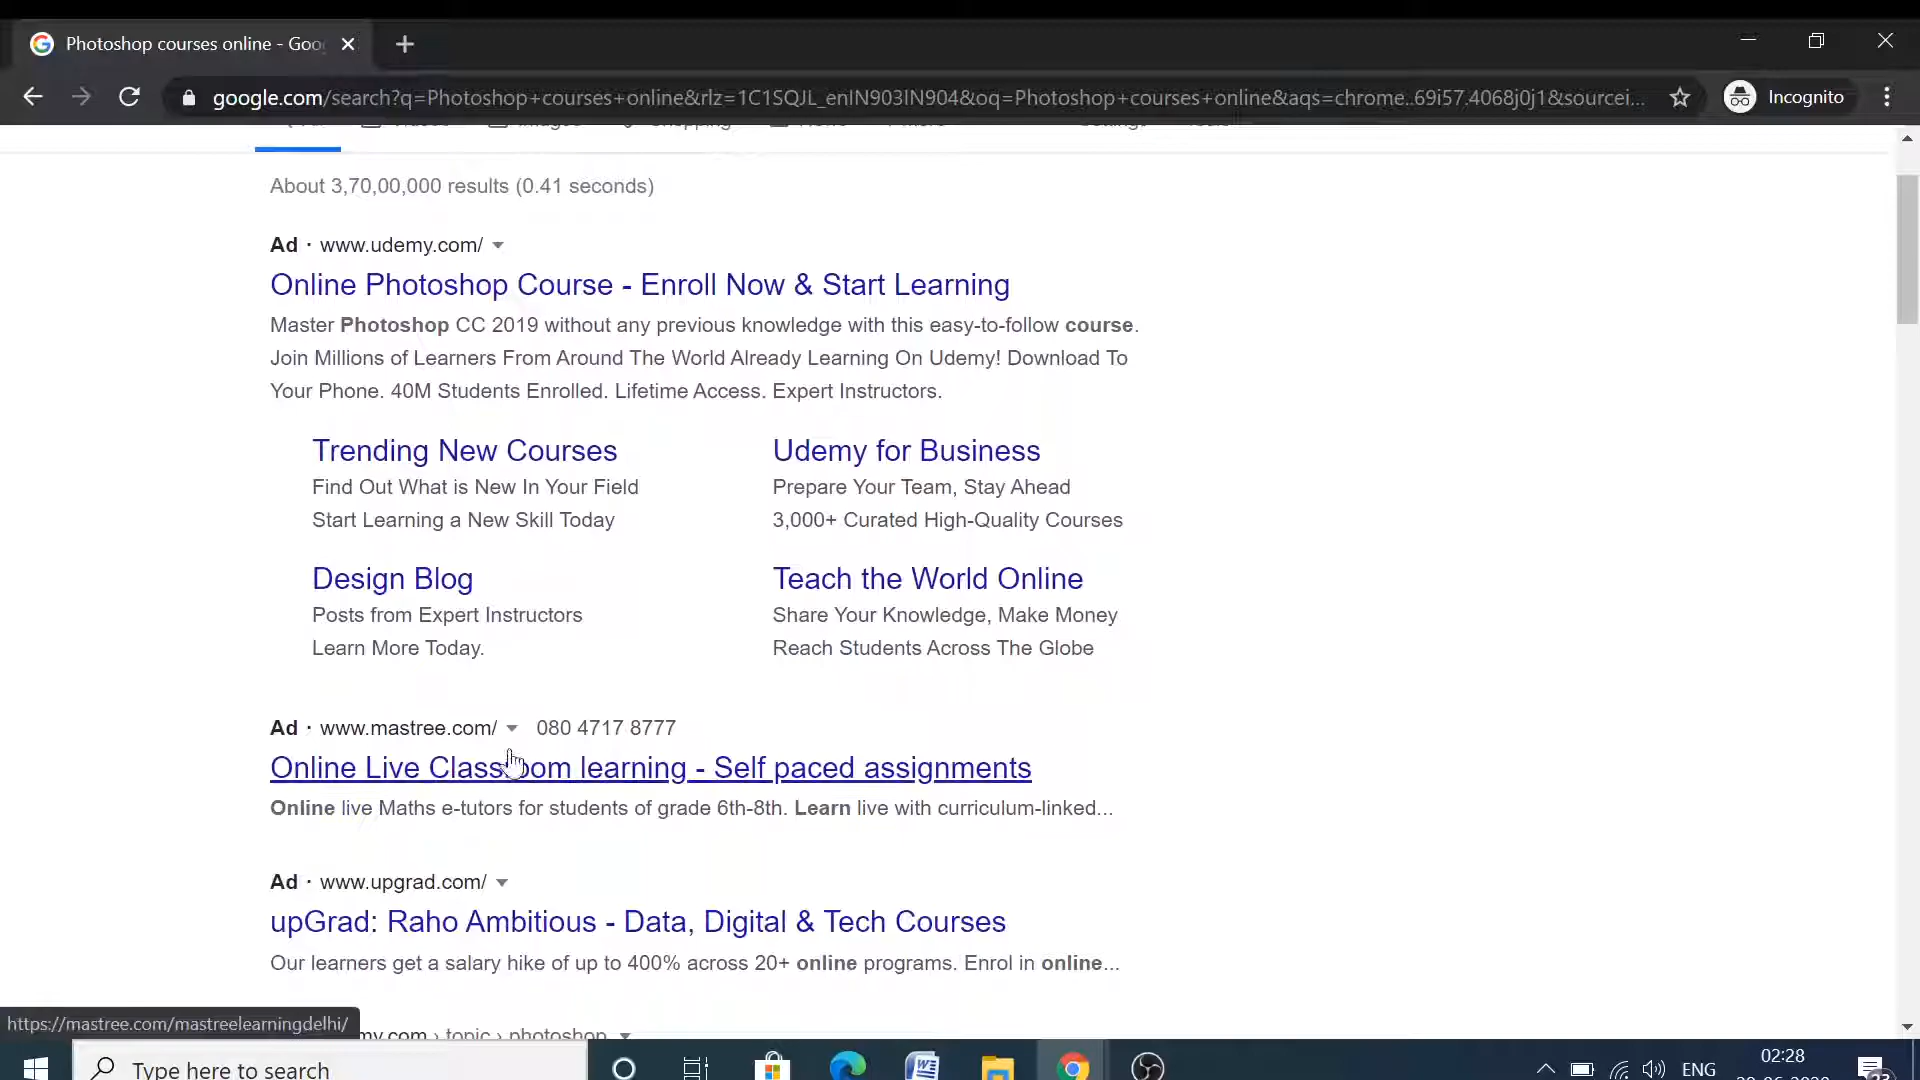 Photoshop courses online - Goo
google.com/search?q=Photoshop+courses+online&rlz=1C1SQJL_enIN903IN904&oq=Photoshop+courses+online&aqs=chrome..69i57.4068j0j1&sourcei...
Incognito
About 3,70,00,000 results (0.41 seconds)
Ad · www.udemy.com/
Online Photoshop Course - Enroll Now & Start Learning
Master Photoshop CC 2019 without any previous knowledge with this easy-to-follow course.
Join Millions of Learners From Around The World Already Learning On Udemy! Download To
Your Phone. 40M Students Enrolled. Lifetime Access. Expert Instructors.
Trending New Courses
Find Out What is New In Your Field
Start Learning a New Skill Today
Udemy for Business
Prepare Your Team, Stay Ahead
3,000+ Curated High-Quality Courses
Design Blog
Posts from Expert Instructors
Learn More Today.
Teach the World Online
Share Your Knowledge, Make Money
Reach Students Across The Globe
Ad · www.mastree.com/ 080 4717 8777
Online Live Classroom learning - Self paced assignments
Online live Maths e-tutors for students of grade 6th-8th. Learn live with curriculum-linked...
Ad · www.upgrad.com/
upGrad: Raho Ambitious - Data, Digital & Tech Courses
Our learners get a salary hike of up to 400% across 20+ online programs. Enrol in online...
https://mastree.com/mastreelearningdelhi/
my.com › topic › photoshop
Type here to search
ENG
02:28